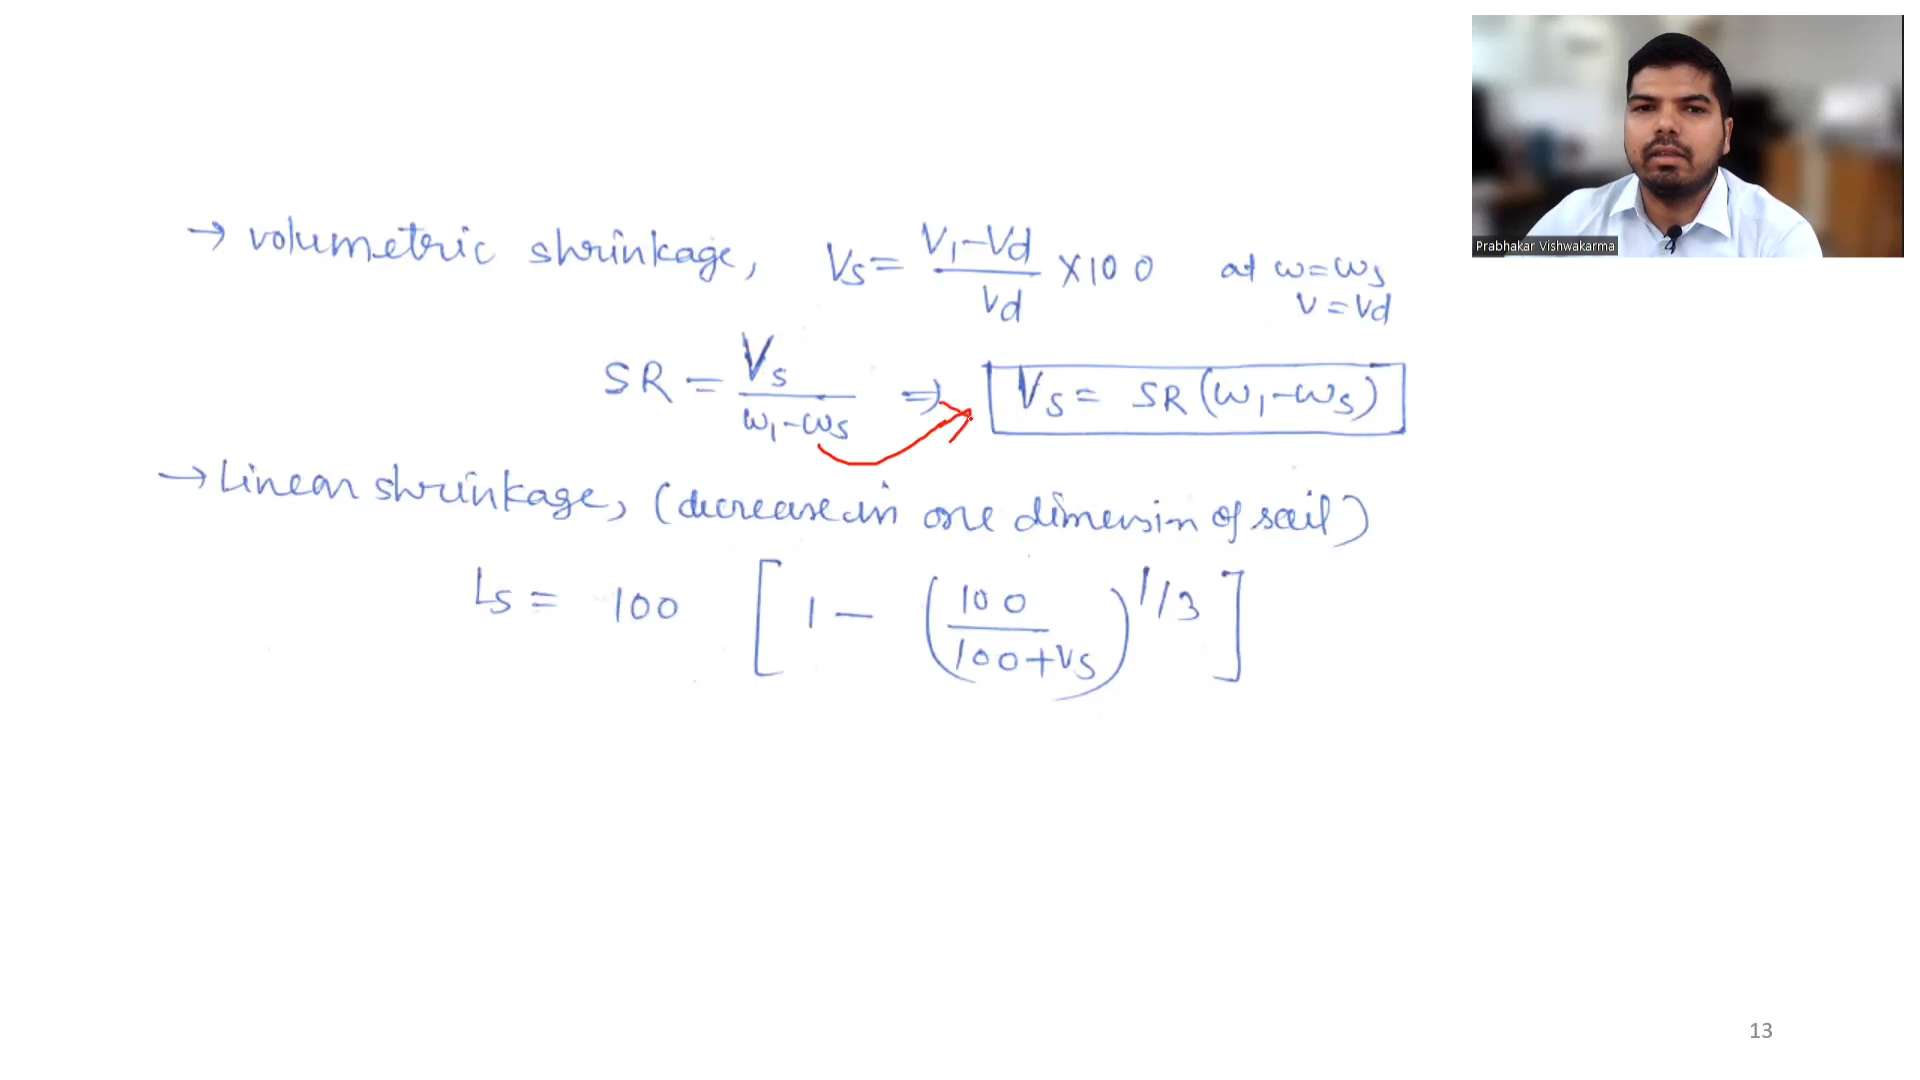 → volumetric shrinkage, Vs = (V1-Vd)/Vd ×100 at w=ws
V=Vd
SR = Vs/(w1-ws) ⇒ Vs = SR(w1-ws)
→ Linear shrinkage, (decrease in one dimension of soil)
Ls = 100 [1 - (100/(100+Vs))^1/3]
Prabhakar Vishwakarma
13